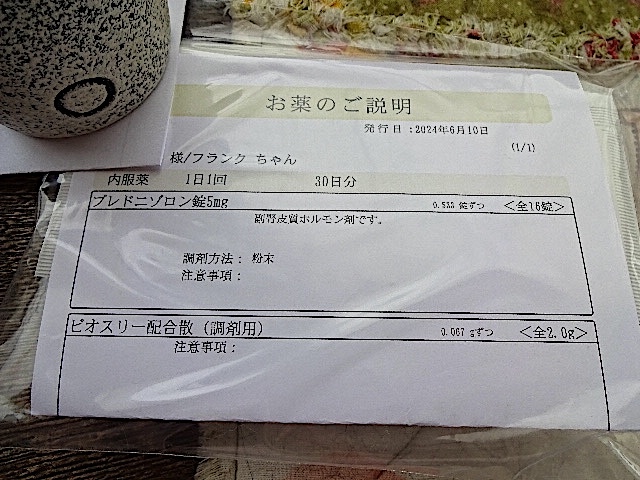 お薬のご説明
発行日:2024年6月10日
(1/1)
様/フランク ちゃん
内服薬 1日1回 30日分
プレドニゾロン錠5mg 0.533 錠ずつ <全16錠>
副腎皮質ホルモン剤です。
調剤方法: 粉末
注意事項:
ビオスリー配合散(調剤用) 0.067 gずつ <全2.0g>
注意事項: